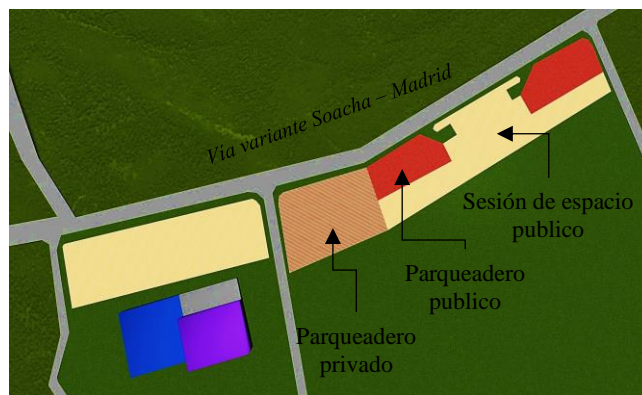 Vía variante Soacha – Madrid
Sesión de espacio
publico
Parqueadero
publico
Parqueadero
privado